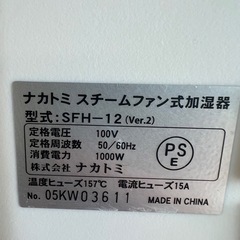 ナカトミ スチームファン式加湿器
型式：SFH-12 (Ver.2)
定格電圧 100V
定格周波数 50/60Hz
消費電力 1000W
株式会社 ナカトミ
PS
E
温度ヒューズ157℃ 電流ヒューズ15A
No. 05KW03611 MADE IN CHINA